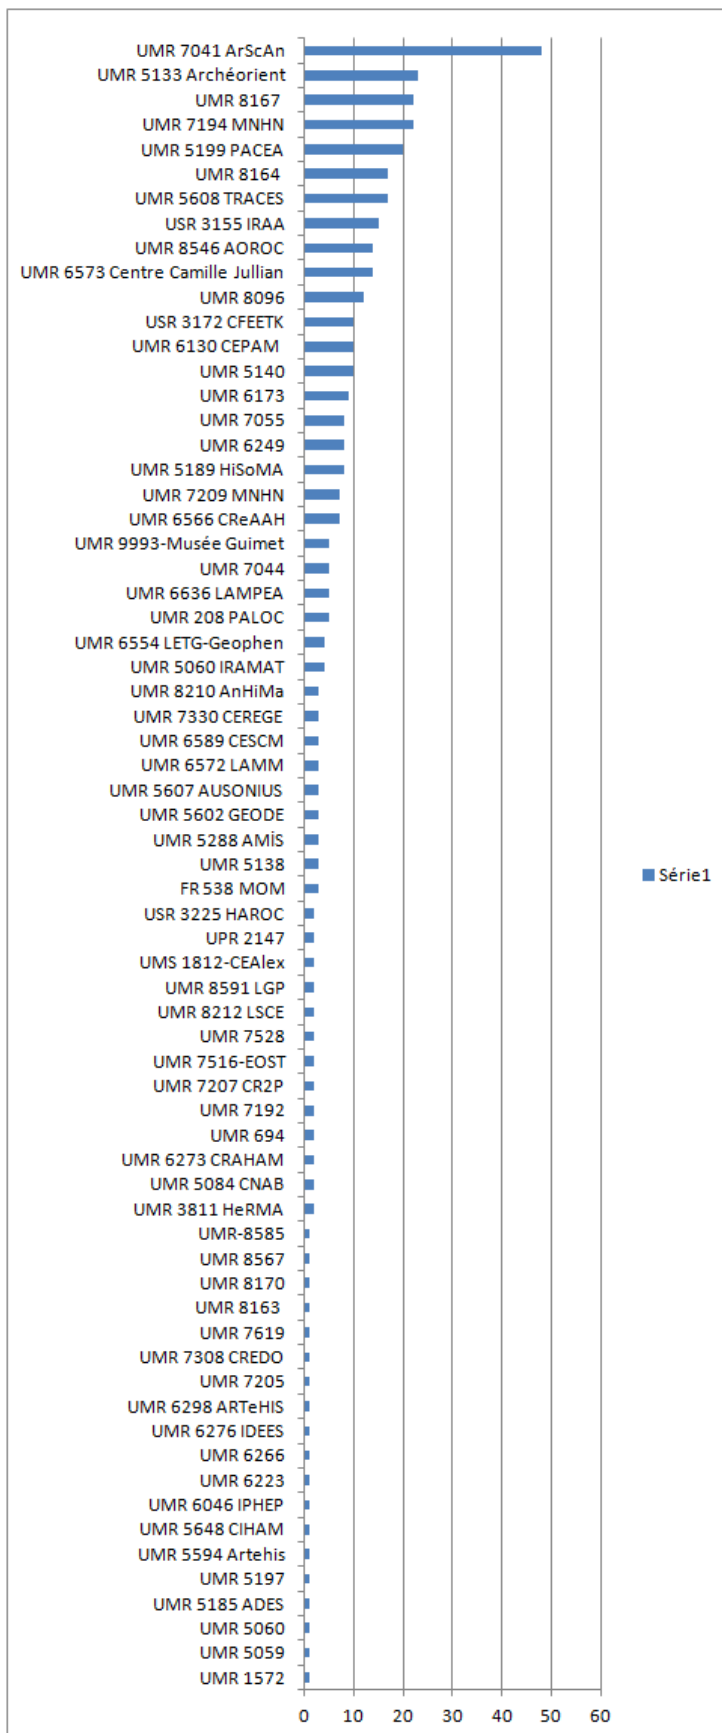 UMR 7041 ArScAn
UMR 5133 Archéorient
UMR 8167
UMR 7194 MNHN
UMR 5199 PACEA
UMR 8164
UMR 5608 TRACES
USR 3155 IRAA
UMR 8546 AOROC
UMR 6573 Centre Camille Jullian
UMR 8096
USR 3172 CFEETK
UMR 6130 CEPAM
UMR 5140
UMR 6173
UMR 7055
UMR 6249
UMR 5189 HiSoMA
UMR 7209 MNHN
UMR 6566 CReAAH
UMR 9993-Musée Guimet
UMR 7044
UMR 6636 LAMPEA
UMR 208 PALOC
UMR 6554 LETG-Geophen
UMR 5060 IRAMAT
UMR 8210 AnHiMa
UMR 7330 CEREGE
UMR 6589 CESCM
UMR 6572 LAMM
UMR 5607 AUSONIUS
UMR 5602 GEODE
UMR 5288 AMİS
UMR 5138
FR 538 MOM
Série1
USR 3225 HAROC
UPR 2147
UMS 1812-CEAlex
UMR 8591 LGP
UMR 8212 LSCE
UMR 7528
UMR 7516-EOST
UMR 7207 CR2P
UMR 7192
UMR 694
UMR 6273 CRAHAM
UMR 5084 CNAB
UMR 3811 HeRMA
UMR-8585
UMR 8567
UMR 8170
UMR 8163
UMR 7619
UMR 7308 CREDO
UMR 7205
UMR 6298 ARTeHIS
UMR 6276 IDEES
UMR 6266
UMR 6223
UMR 6046 IPHEP
UMR 5648 CIHAM
UMR 5594 Artehis
UMR 5197
UMR 5185 ADES
UMR 5060
UMR 5059
UMR 1572
0 10 20 30 40 50 60